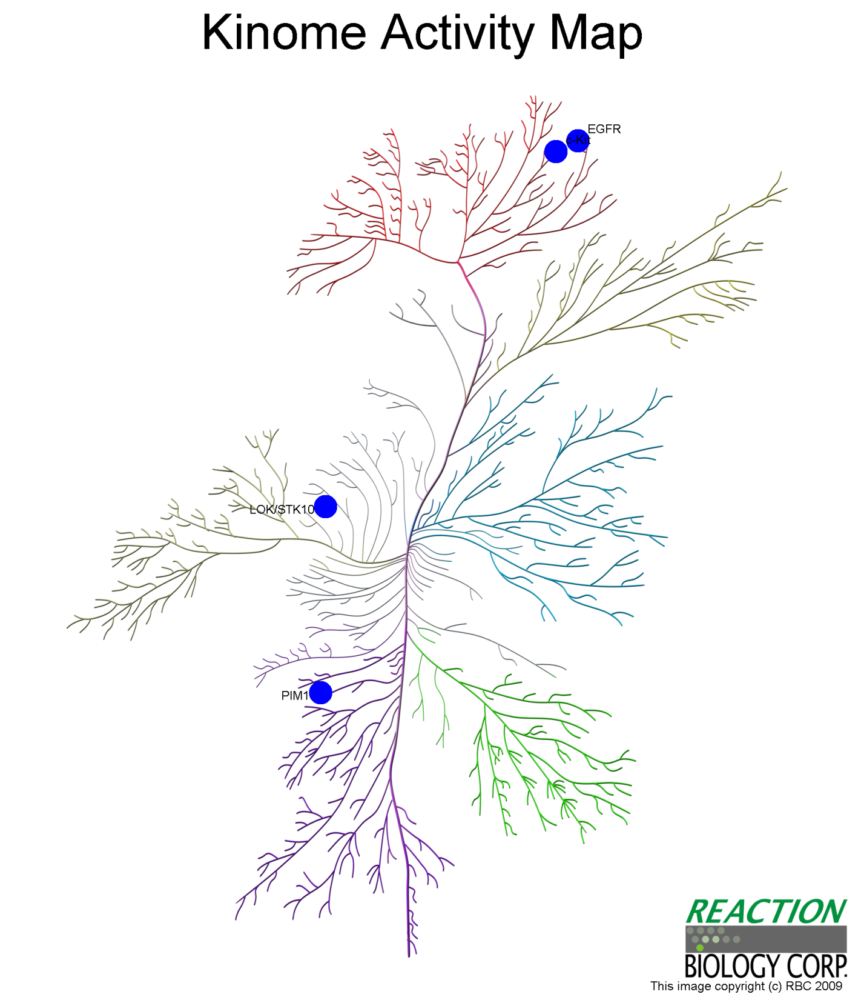 Kinome Activity Map
EGFR
c-Kit
LOK/STK10
PIM1
REACTION
BIOLOGY CORP.
This image copyright (c) RBC 2009